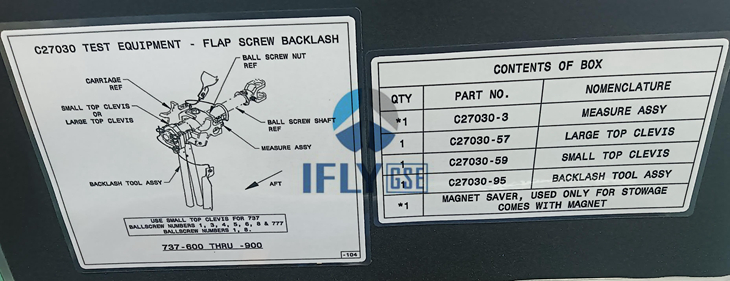 C27030 TEST EQUIPMENT - FLAP SCREW BACKLASH
BALL SCREW NUT
REF
CARRIAGE REF
SMALL TOP CLEVIS
OR
LARGE TOP CLEVIS
BALL SCREW SHAFT
REF
MEASURE ASSY
BACKLASH TOOL ASSY
AFT
USE SMALL TOP CLEVIS FOR 737
BALLSCREW NUMBERS 1, 3, 4, 5, 6, 8 & 777
BALLSCREW NUMBERS 1, 8.
737-600 THRU -900
-104
CONTENTS OF BOX
QTY PART NO. NOMENCLATURE
*1 C27030-3 MEASURE ASSY
1 C27030-57 LARGE TOP CLEVIS
1 C27030-59 SMALL TOP CLEVIS
1 C27030-95 BACKLASH TOOL ASSY
*1 MAGNET SAVER, USED ONLY FOR STOWAGE
COMES WITH MAGNET
IFLY GSE